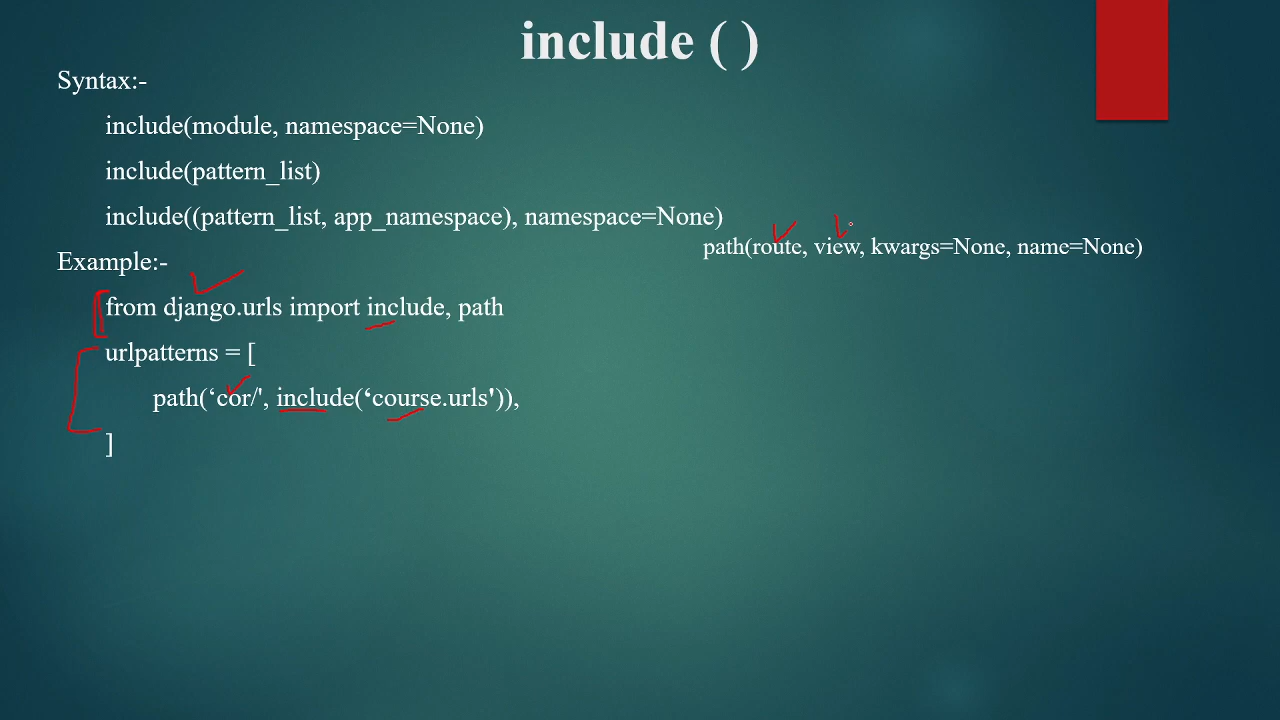 include ( )
Syntax:-
include(module, namespace=None)
include(pattern_list)
include((pattern_list, app_namespace), namespace=None)
path(route, view, kwargs=None, name=None)
Example:-
from django.urls import include, path
urlpatterns = [
path(‘cor/', include(‘course.urls')),
]